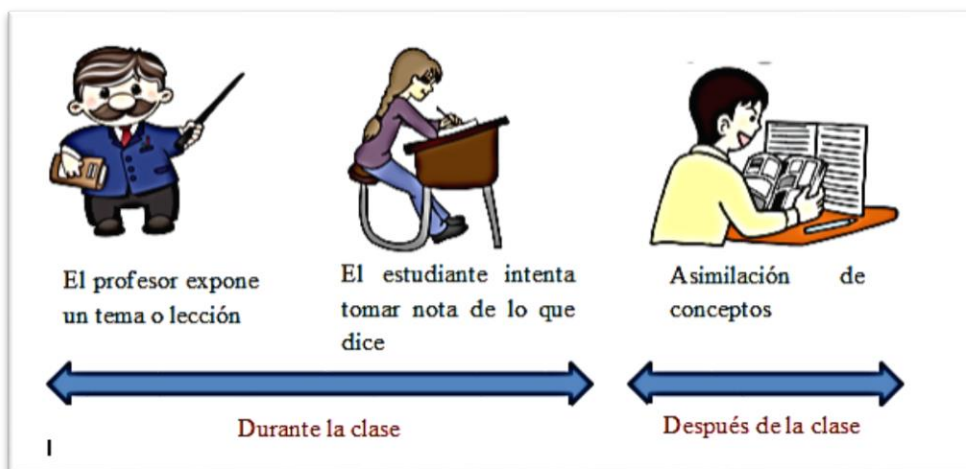 El profesor expone
un tema o lección
El estudiante intenta
tomar nota de lo que
dice
Asimilación de
conceptos
Durante la clase
Después de la clase